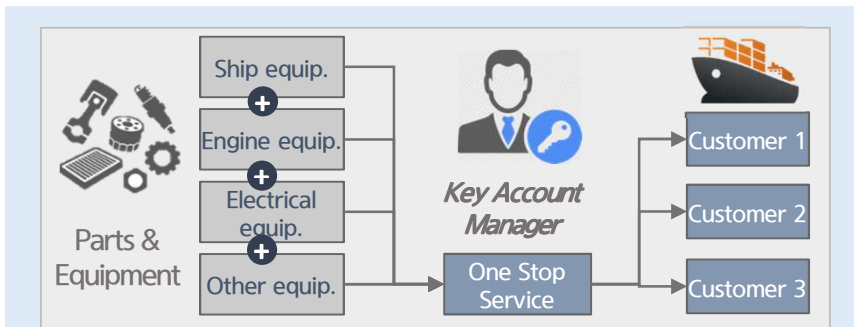 Parts &
Equipment
Ship equip.
+
Engine equip.
+
Electrical
equip.
+
Other equip.
Key Account
Manager
One Stop
Service
Customer 1
Customer 2
Customer 3